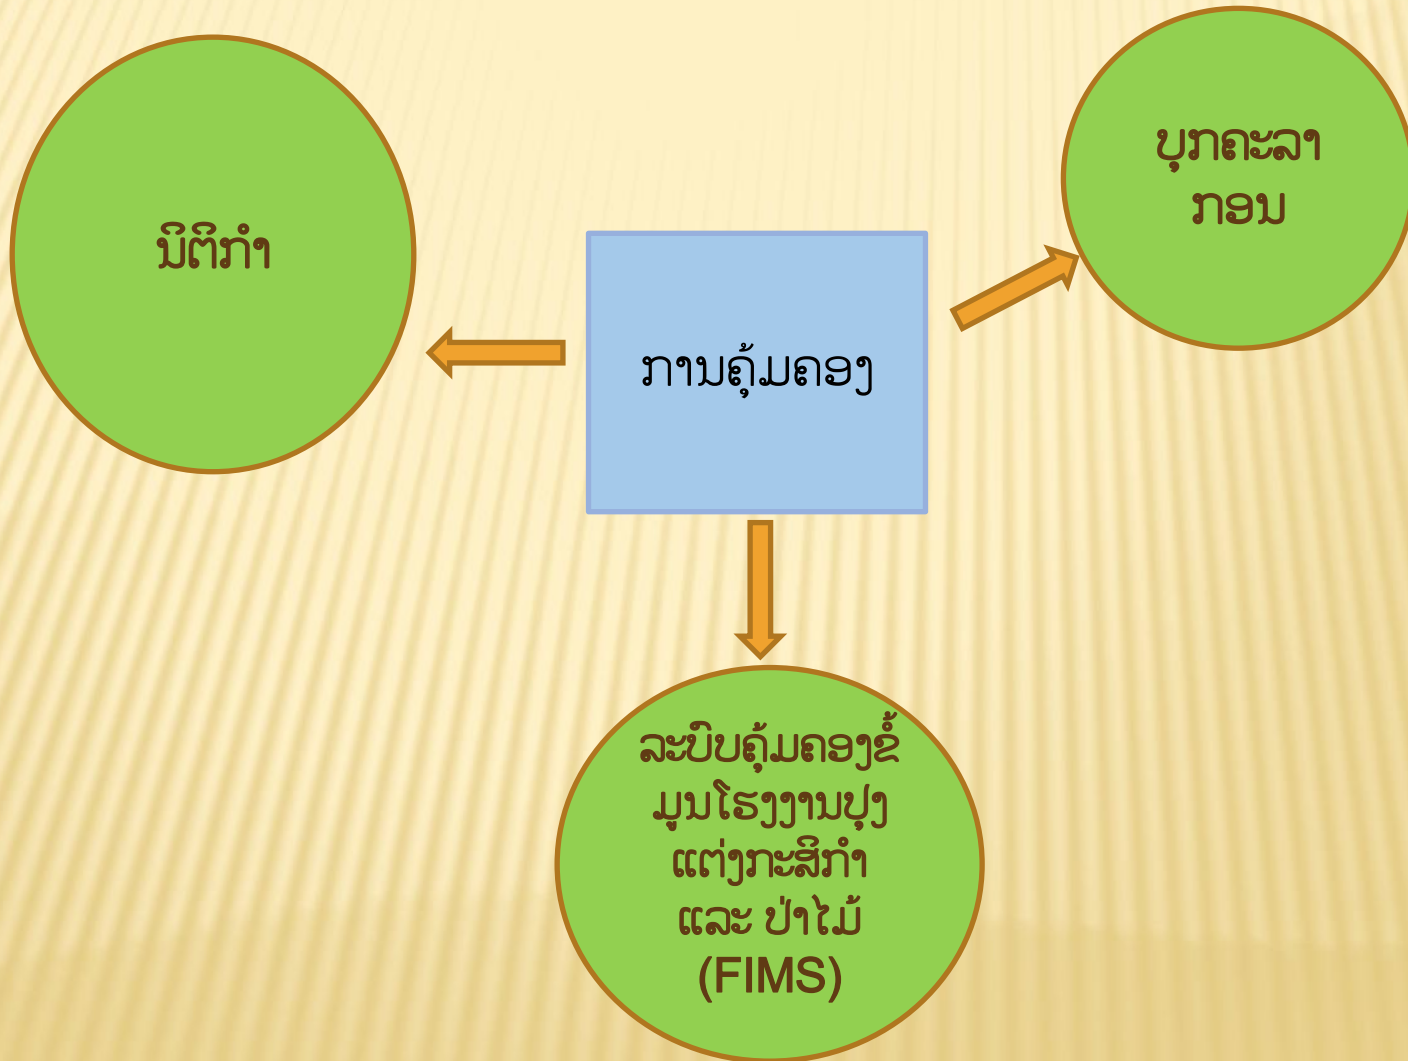 ນິຕິກຳ
ບຸກຄະລາ
ກອນ
ການຄຸ້ມຄອງ
ລະບົບຄຸ້ມຄອງຂໍ້
ມູນໂຮງງານປຸງ
ແຕ່ງກະສິກຳ
ແລະ ປ່າໄມ້
(FIMS)